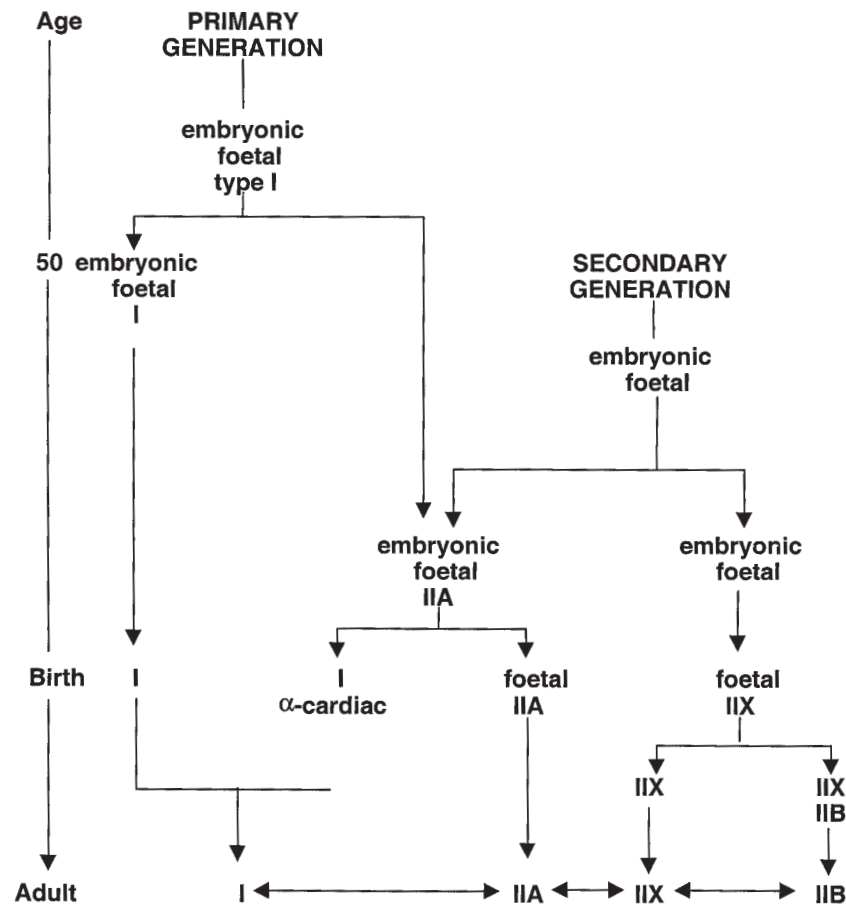 Age
PRIMARY
GENERATION
embryonic
foetal
type I
50 embryonic
foetal
I
SECONDARY
GENERATION
embryonic
foetal
embryonic
foetal
IIA
embryonic
foetal
Birth
I
I
α-cardiac
foetal
IIA
foetal
IIX
IIX
IIX
IIB
Adult
I
IIA
IIX
IIB